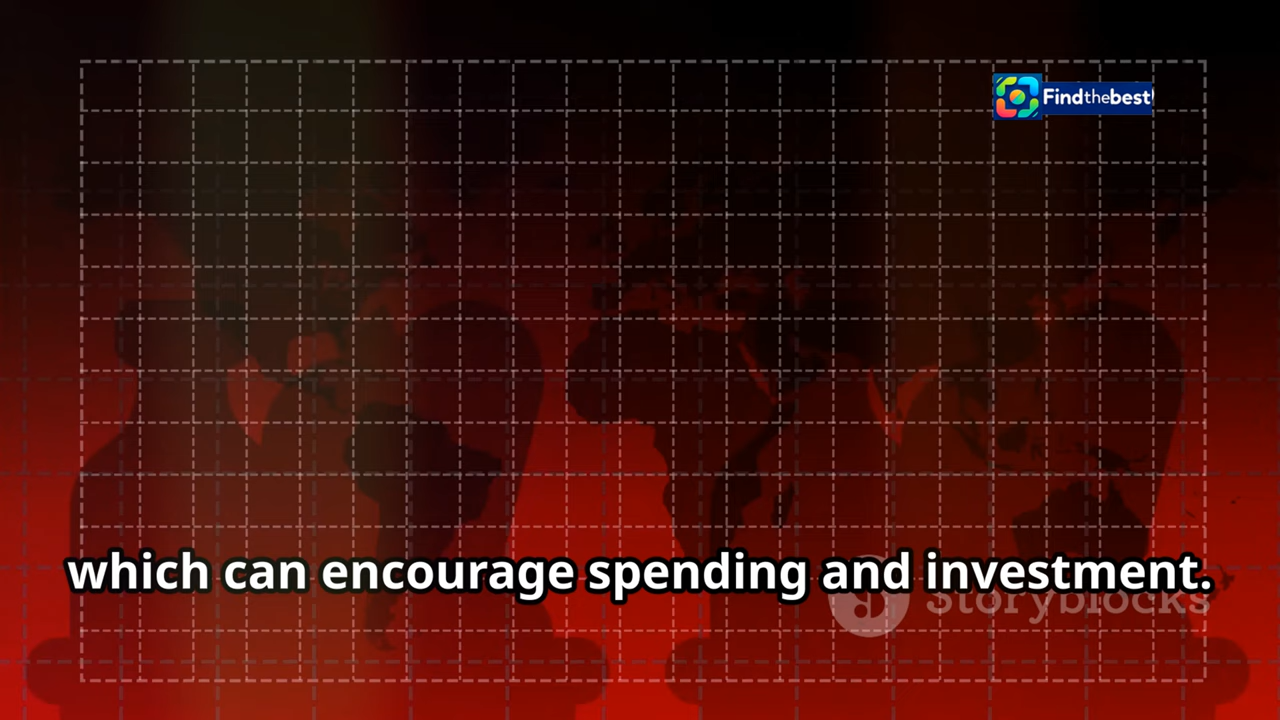 Findthebest!
which can encourage spending and investment.
Storyblocks